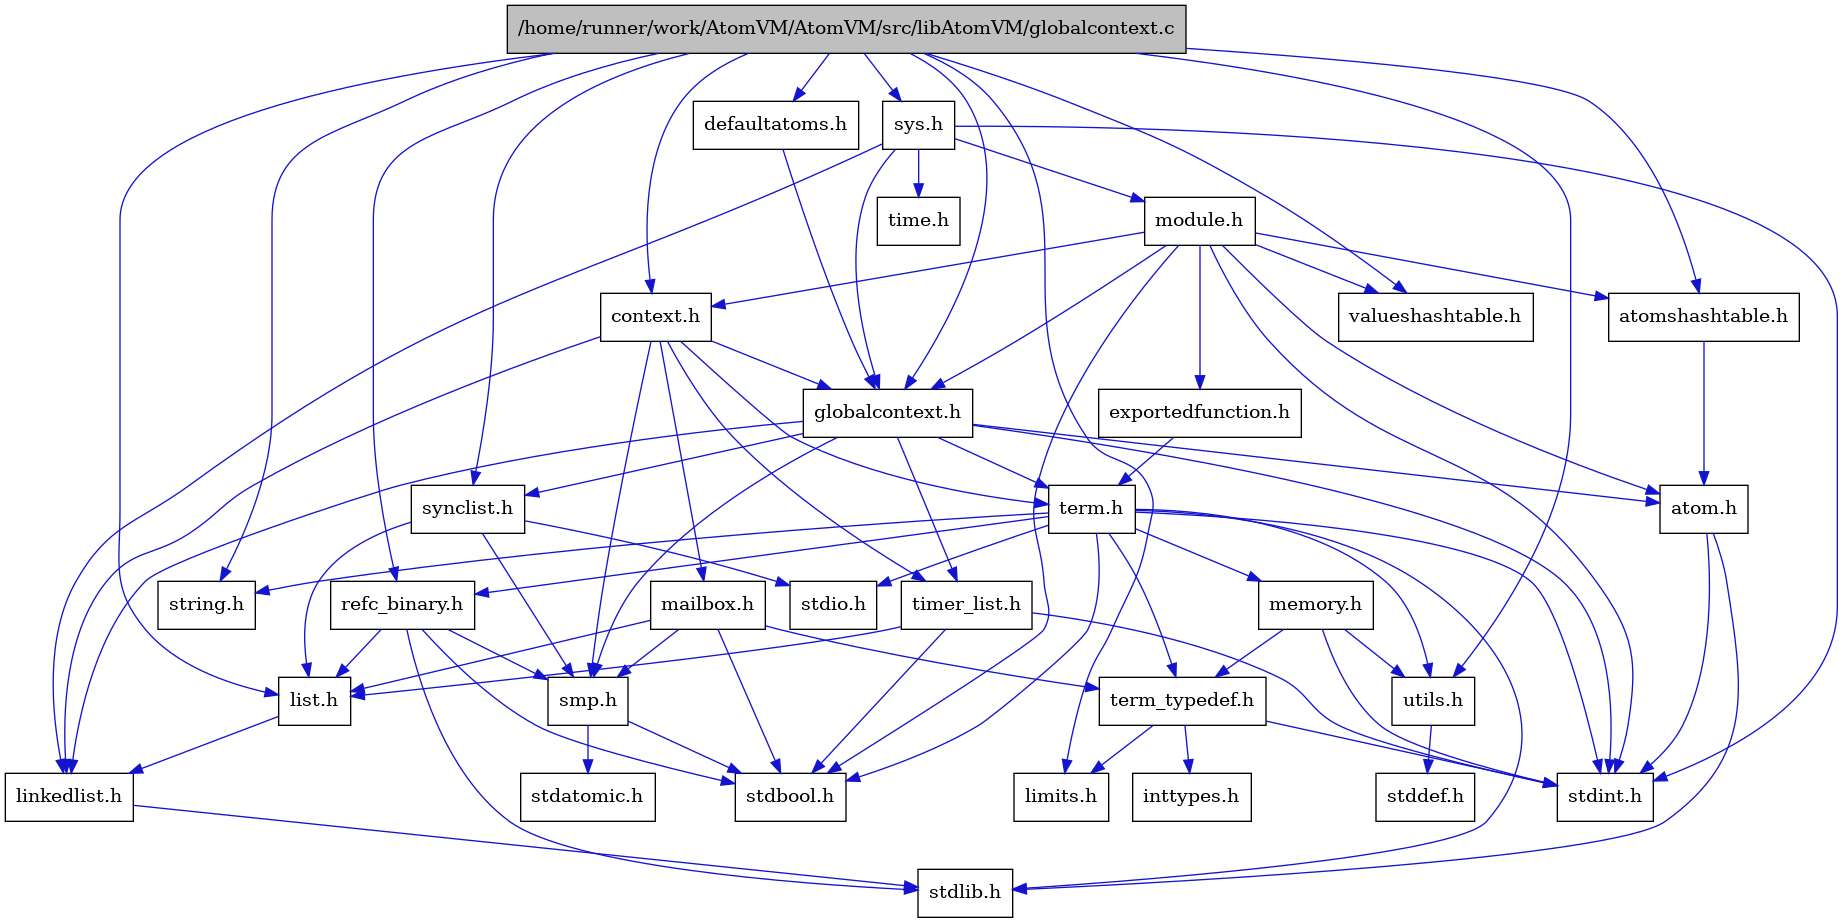 /home/runner/work/AtomVM/AtomVM/src/libAtomVM/globalcontext.c
defaultatoms.h
sys.h
time.h
module.h
context.h
valueshashtable.h
atomshashtable.h
globalcontext.h
exportedfunction.h
synclist.h
term.h
atom.h
string.h
refc_binary.h
mailbox.h
stdio.h
timer_list.h
memory.h
list.h
smp.h
term_typedef.h
utils.h
linkedlist.h
stdatomic.h
stdbool.h
limits.h
inttypes.h
stddef.h
stdint.h
stdlib.h